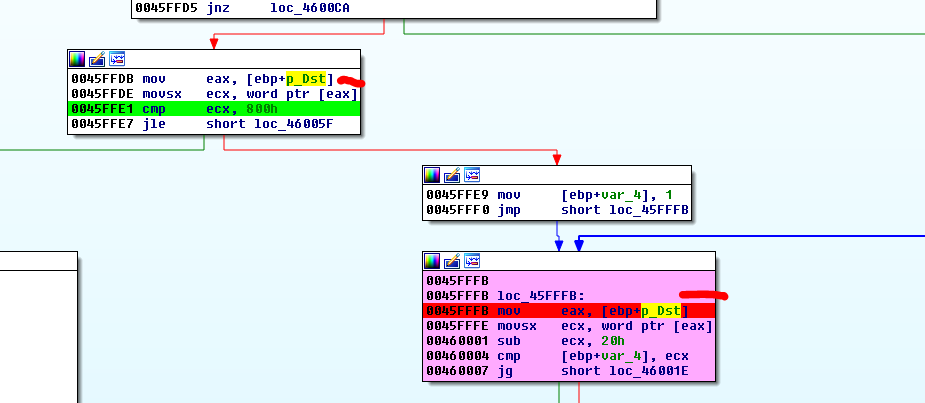 0045FFD5 jnz     loc_4600CA
0045FFDB mov     eax, [ebp+p_Dst]
0045FFDE movsx   ecx, word ptr [eax]
0045FFE1 cmp     ecx, 800h
0045FFE7 jle     short loc_46005F
0045FFE9 mov     [ebp+var_4], 1
0045FFF0 jmp     short loc_45FFFB
0045FFFB
0045FFFB loc_45FFFB:
0045FFFB mov     eax, [ebp+p_Dst]
0045FFFE movsx   ecx, word ptr [eax]
00460001 sub     ecx, 20h
00460004 cmp     [ebp+var_4], ecx
00460007 jg      short loc_46001E